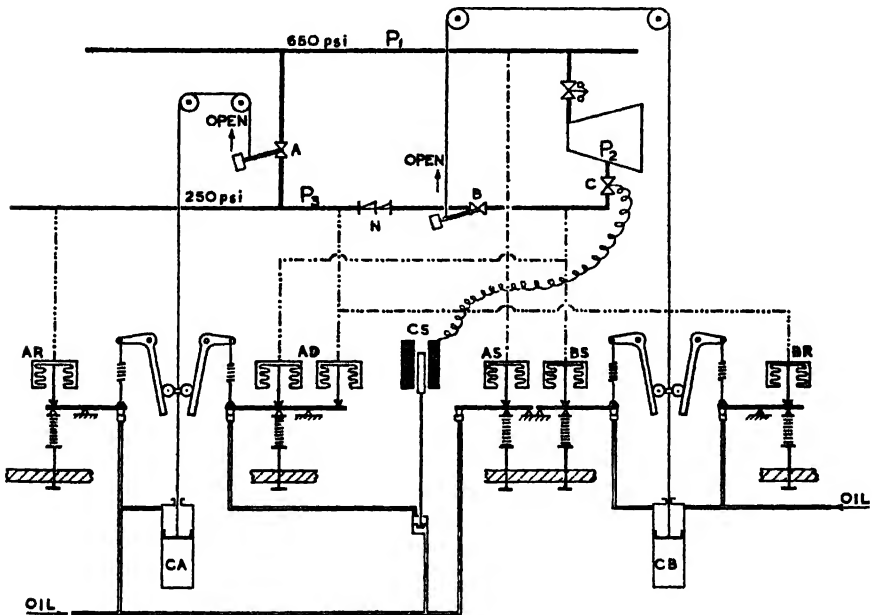 650 psi P1
OPEN A
P2
OPEN
C
250 psi P3
B
N
CS
AR AD AS BS BR
OIL
CA CB
OIL